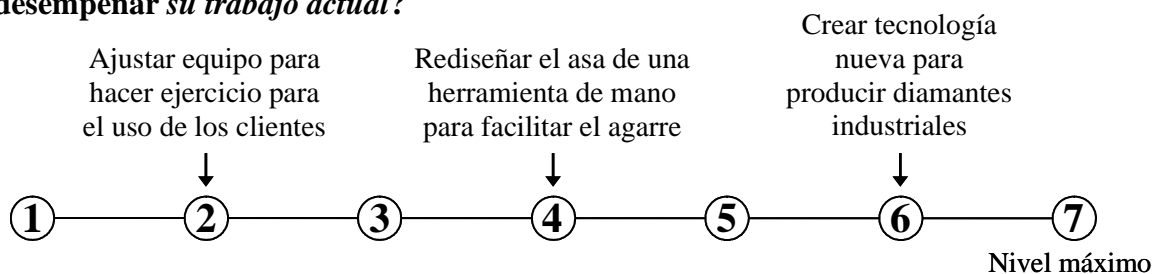 desempeñar su trabajo actual?
Crear tecnología
nueva para
producir diamantes
industriales
Ajustar equipo para
hacer ejercicio para
el uso de los clientes
Rediseñar el asa de una
herramienta de mano
para facilitar el agarre
1 2 3 4 5 6 7
Nivel máximo